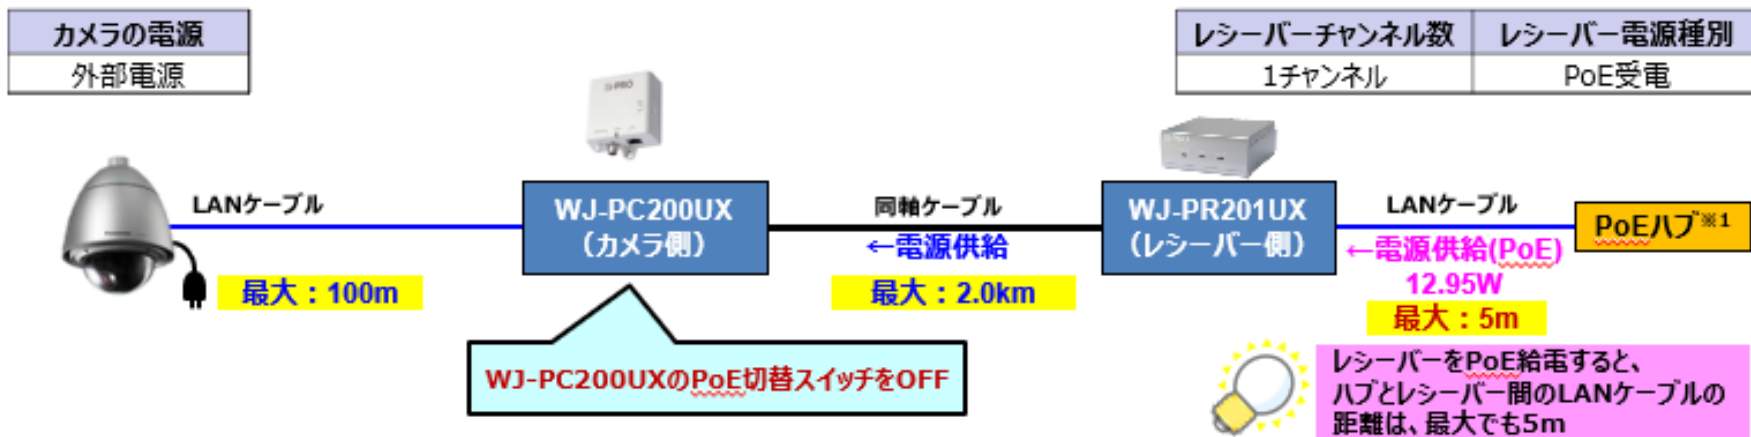 カメラの電源
外部電源
レシーバーチャンネル数
レシーバー電源種別
1チャンネル
PoE受電
LANケーブル
最大：100m
WJ-PC200UX
（カメラ側）
同軸ケーブル
←電源供給
最大：2.0km
WJ-PR201UX
（レシーバー側）
LANケーブル
←電源供給(PoE)
12.95W
最大：5m
PoEハブ※1
WJ-PC200UXのPoE切替スイッチをOFF
レシーバーをPoE給電すると、
ハブとレシーバー間のLANケーブルの
距離は、最大でも5m